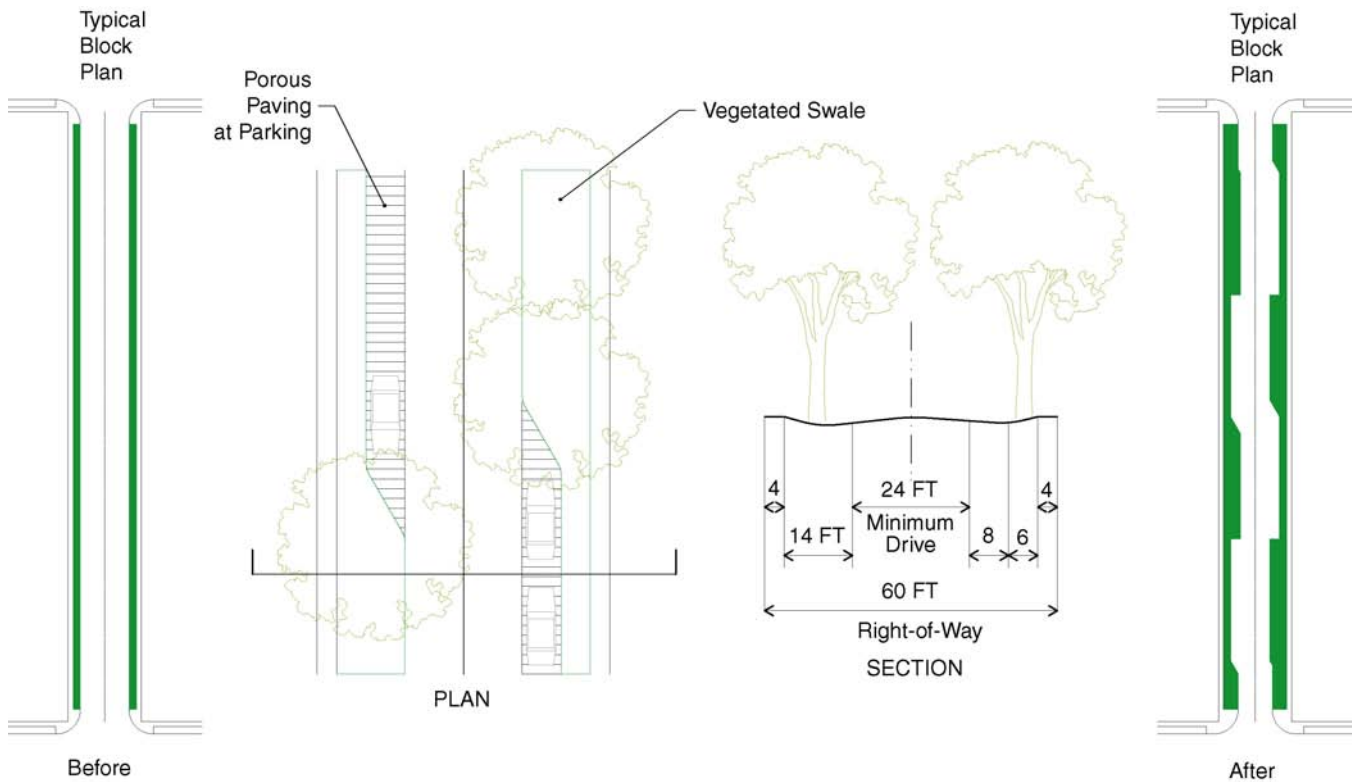 Typical
Block
Plan
Before
Porous
Paving
at Parking
Vegetated Swale
PLAN
4
24 FT
4
Minimum
Drive
14 FT
8
6
60 FT
Right-of-Way
SECTION
Typical
Block
Plan
After